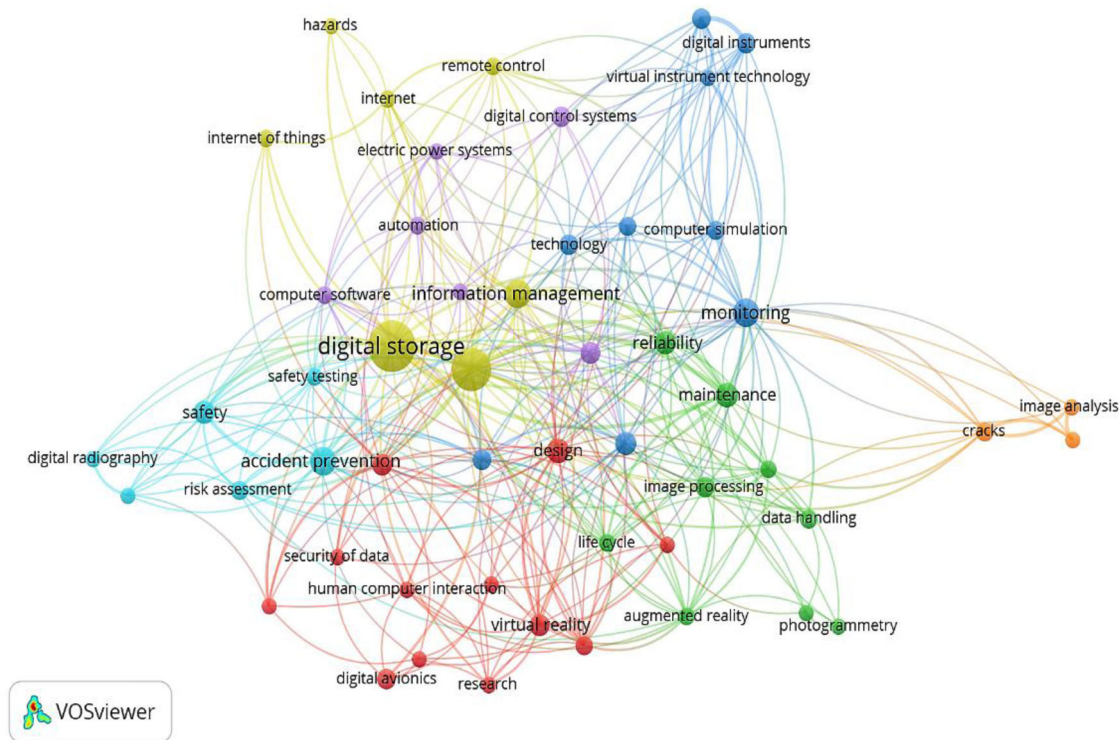 hazards
digital instruments
remote control
virtual instrument technology
internet
digital control systems
internet of things
electric power systems
automation
computer simulation
technology
computer software
information management
monitoring
digital storage
reliability
safety testing
maintenance
safety
image analysis
cracks
design
digital radiography
accident prevention
risk assessment
image processing
data handling
life cycle
security of data
human computer interaction
augmented reality
virtual reality
photogrammetry
digital avionics
research
VOSviewer